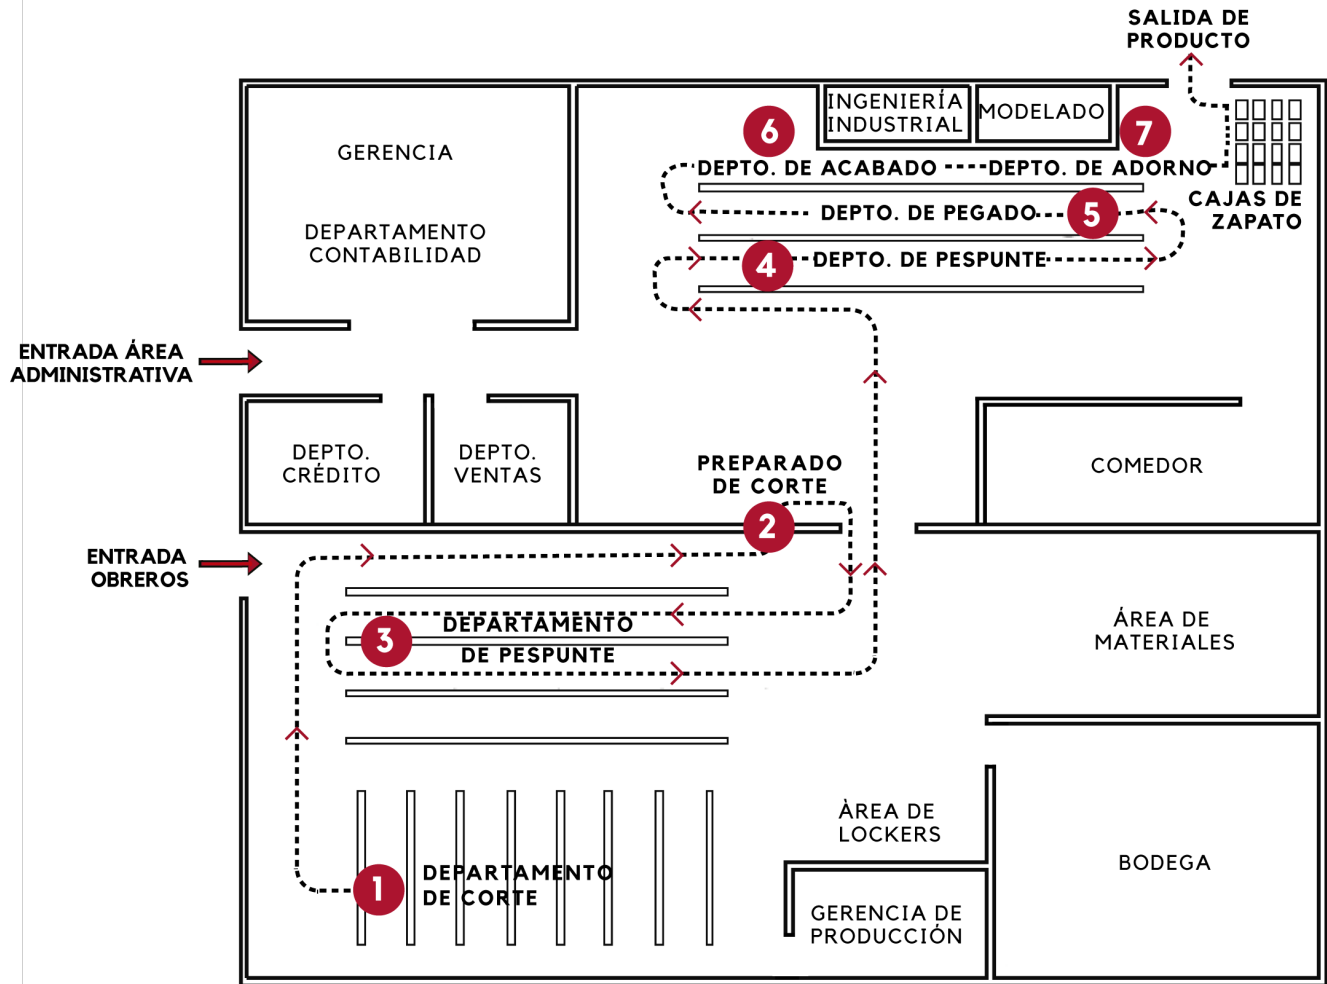 SALIDA DE
PRODUCTO
INGENIERÍA
INDUSTRIAL
MODELADO
6
7
GERENCIA
DEPTO. DE ACABADO
DEPTO. DE ADORNO
CAJAS DE
ZAPATO
DEPTO. DE PEGADO
5
DEPARTAMENTO
CONTABILIDAD
4
DEPTO. DE PESPUNTE
ENTRADA ÁREA
ADMINISTRATIVA
DEPTO.
CRÉDITO
DEPTO.
VENTAS
PREPARADO
DE CORTE
2
COMEDOR
ENTRADA
OBREROS
3
DEPARTAMENTO
DE PESPUNTE
ÁREA DE
MATERIALES
ÀREA DE
LOCKERS
BODEGA
1
DEPARTAMENTO
DE CORTE
GERENCIA DE
PRODUCCIÓN